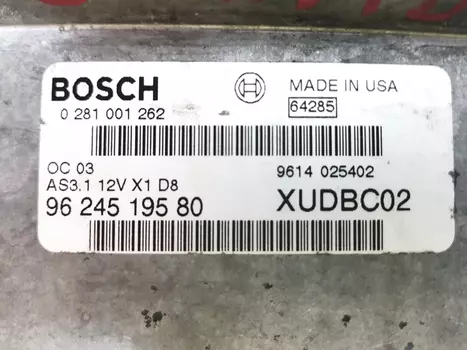 BOSCH
MADE IN USA
0 281 001 262
64285
OC 03
9614 025402
AS3.1 12V X1 D8
96 245 195 80
XUDBC02